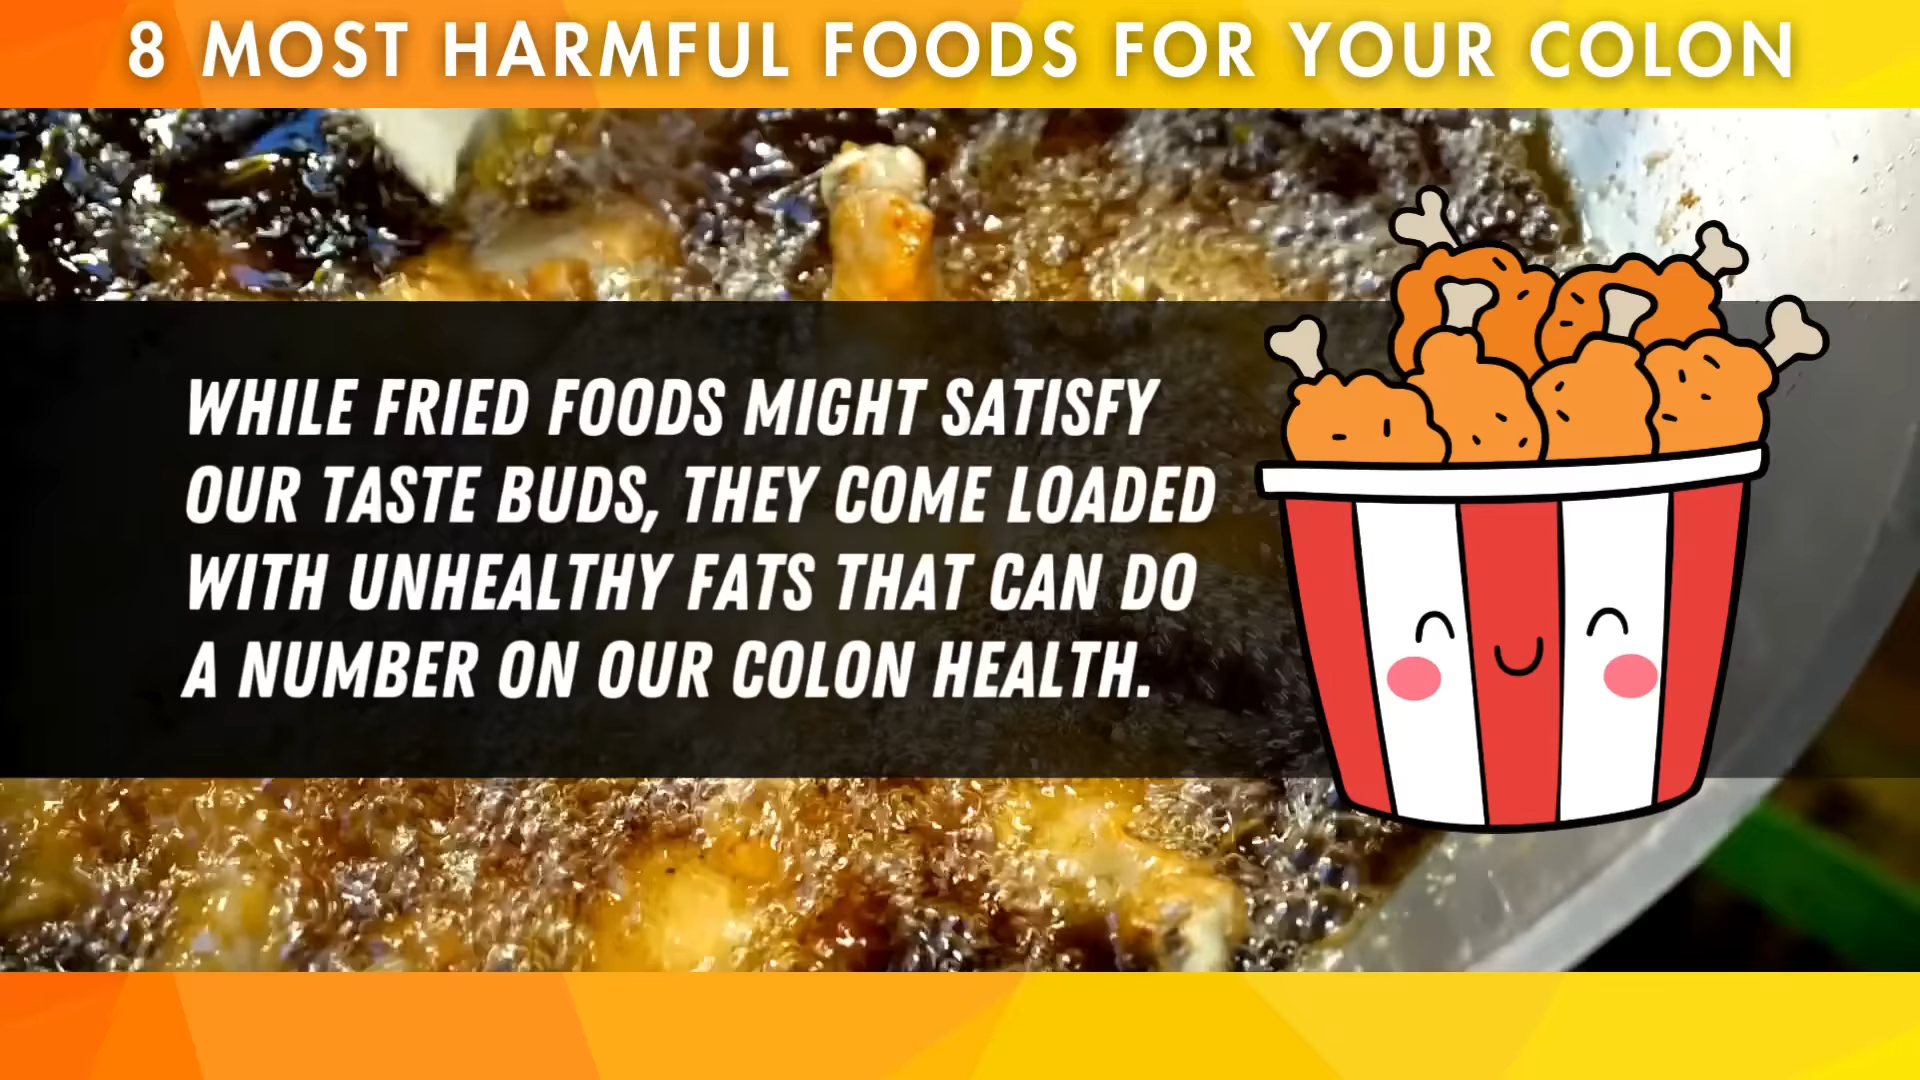 8 MOST HARMFUL FOODS FOR YOUR COLON
WHILE FRIED FOODS MIGHT SATISFY
OUR TASTE BUDS, THEY COME LOADED
WITH UNHEALTHY FATS THAT CAN DO
A NUMBER ON OUR COLON HEALTH.